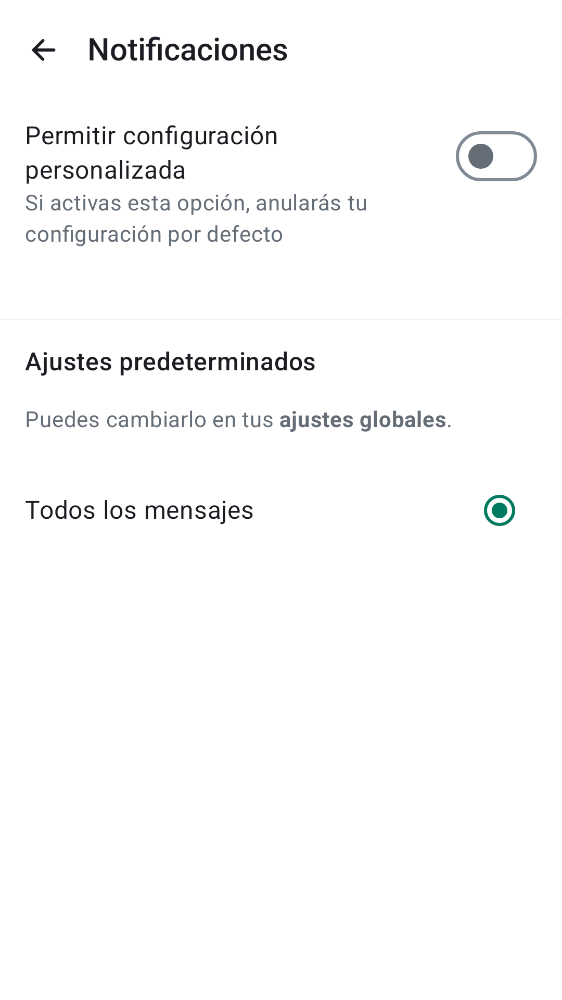 Notificaciones
Permitir configuración
personalizada
Si activas esta opción, anularás tu
configuración por defecto
Ajustes predeterminados
Puedes cambiarlo en tus ajustes globales.
Todos los mensajes